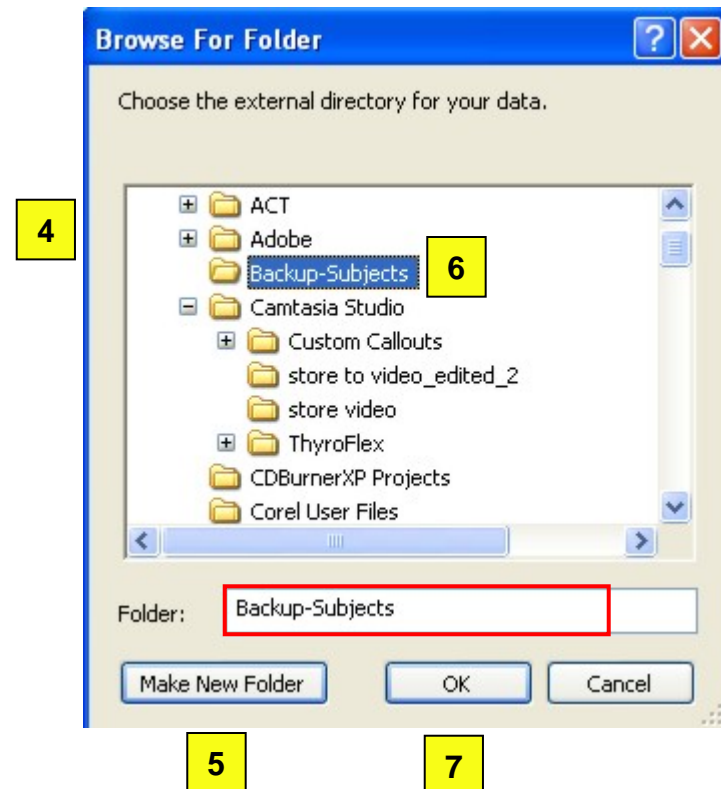 Browse For Folder
Choose the external directory for your data.
ACT
4
Adobe
Backup-Subjects
6
Camtasia Studio
Custom Callouts
store to video_edited_2
store video
ThyroFlex
CDBurnerXP Projects
Corel User Files
Folder: Backup-Subjects
Make New Folder OK Cancel
5 7